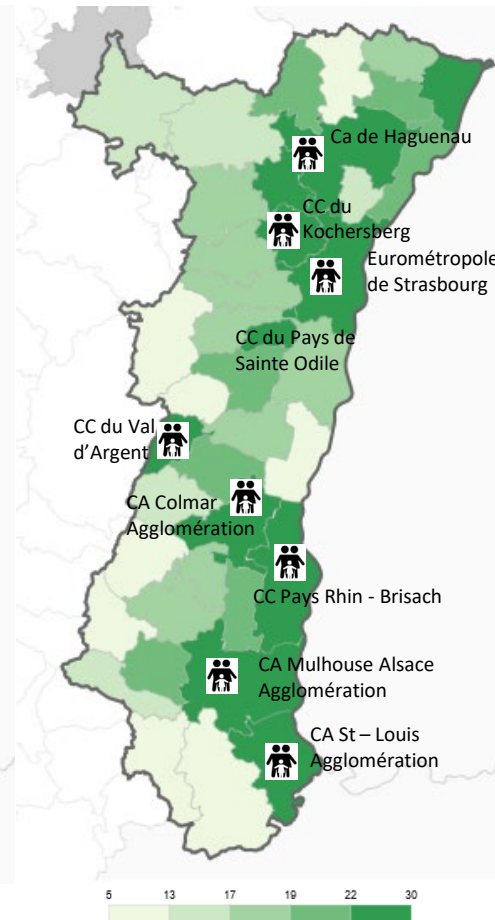 Ca de Haguenau
CC du
Kochersberg
Eurométropole
de Strasbourg
CC du Pays de
Sainte Odile
CC du Val
d’Argent
CA Colmar
Agglomération
CC Pays Rhin - Brisach
CA Mulhouse Alsace
Agglomération
CA St – Louis
Agglomération
5 13 17 19 22 30